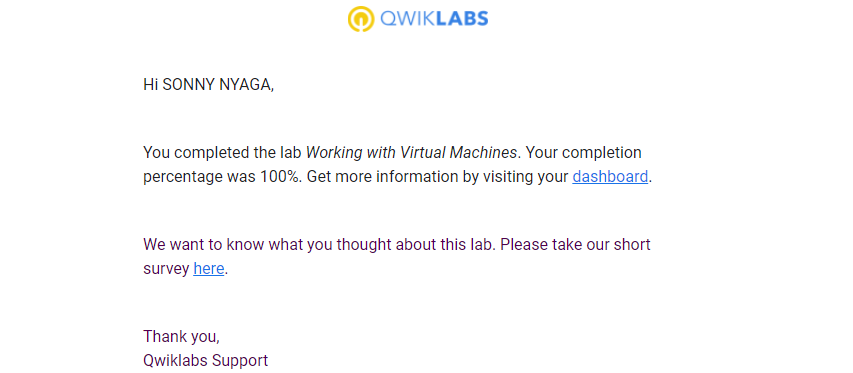 QWIKLABS
Hi SONNY NYAGA,
You completed the lab Working with Virtual Machines. Your completion
percentage was 100%. Get more information by visiting your dashboard.
We want to know what you thought about this lab. Please take our short
survey here.
Thank you,
Qwiklabs Support